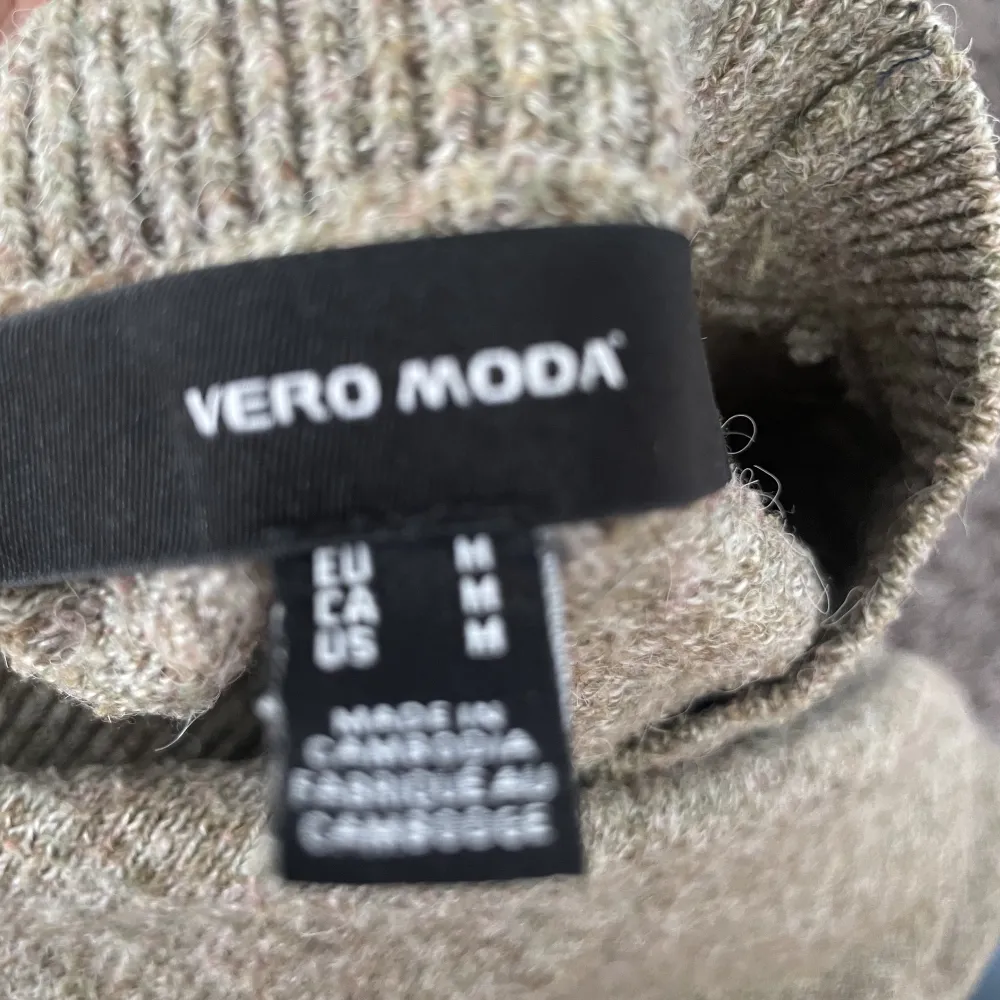 VERO MODA
EU M
CA M
US M
MADE IN
CAMBODIA
FABRIQUÉ AU
CAMBODGE